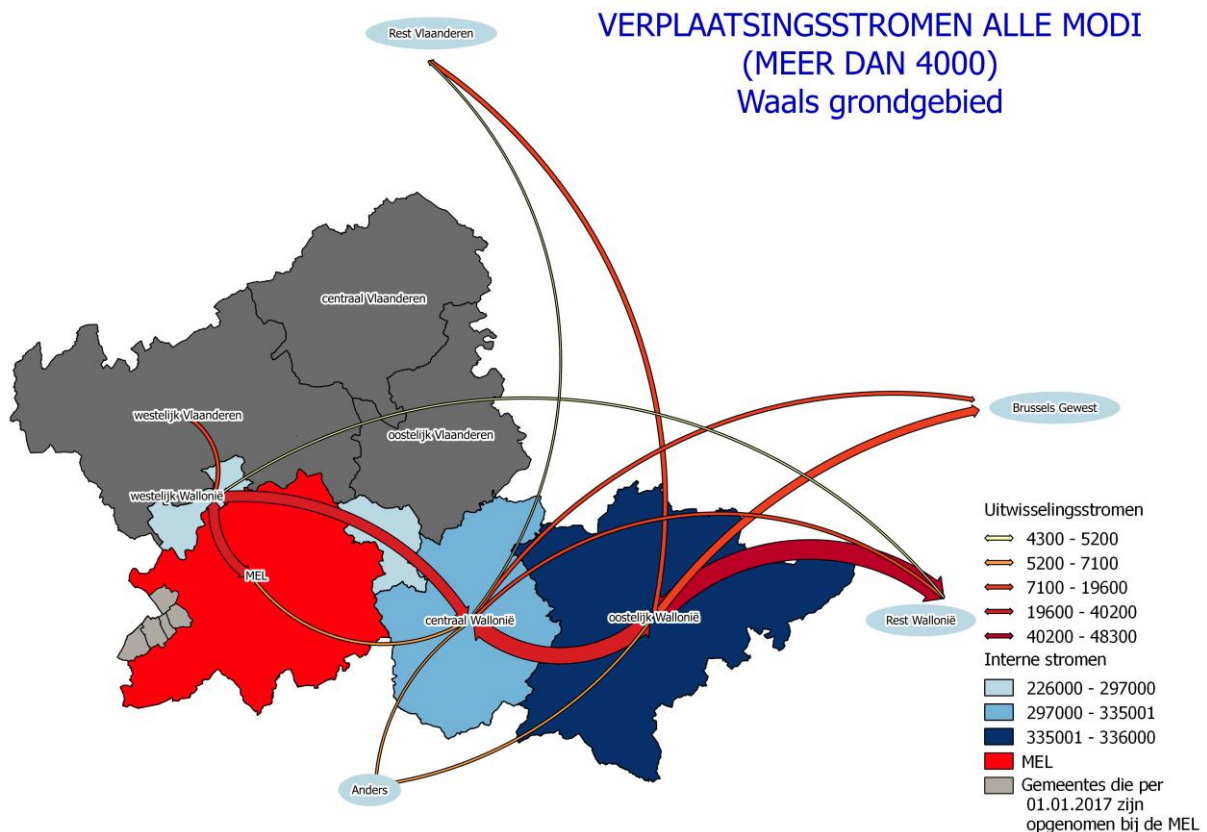 VERPLAATSINGSSTROMEN ALLE MODI
(MEER DAN 4000)
Waals grondgebied
Rest Vlaanderen
centraal Vlaanderen
westelijk Vlaanderen
oostelijk Vlaanderen
Brussels Gewest
westelijk Wallonië
MEL
centraal Wallonië
oostelijk Wallonië
Rest Wallonië
Anders
Uitwisselingsstromen
4300 - 5200
5200 - 7100
7100 - 19600
19600 - 40200
40200 - 48300
Interne stromen
226000 - 297000
297000 - 335001
335001 - 336000
MEL
Gemeentes die per
01.01.2017 zijn
opgenomen bij de MEL